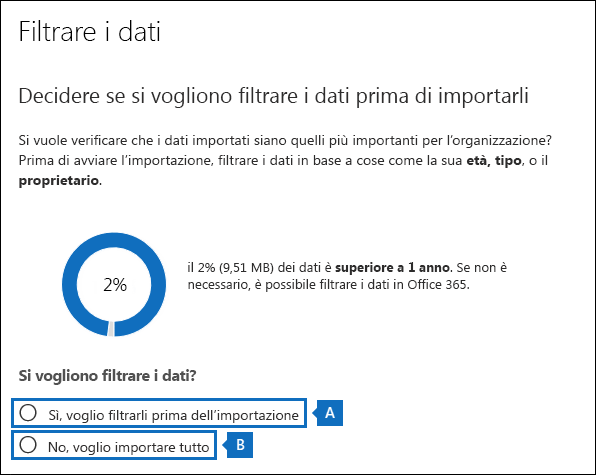 Filtrare i dati
Decidere se si vogliono filtrare i dati prima di importarli
Si vuole verificare che i dati importati siano quelli più importanti per l'organizzazione?
Prima di avviare l'importazione, filtrare i dati in base a cose come la sua età, tipo, o il
proprietario.
2%
il 2% (9,51 MB) dei dati è superiore a 1 anno. Se non è
necessario, è possibile filtrare i dati in Office 365.
Si vogliono filtrare i dati?
Sì, voglio filtrarli prima dell'importazione A
No, voglio importare tutto B